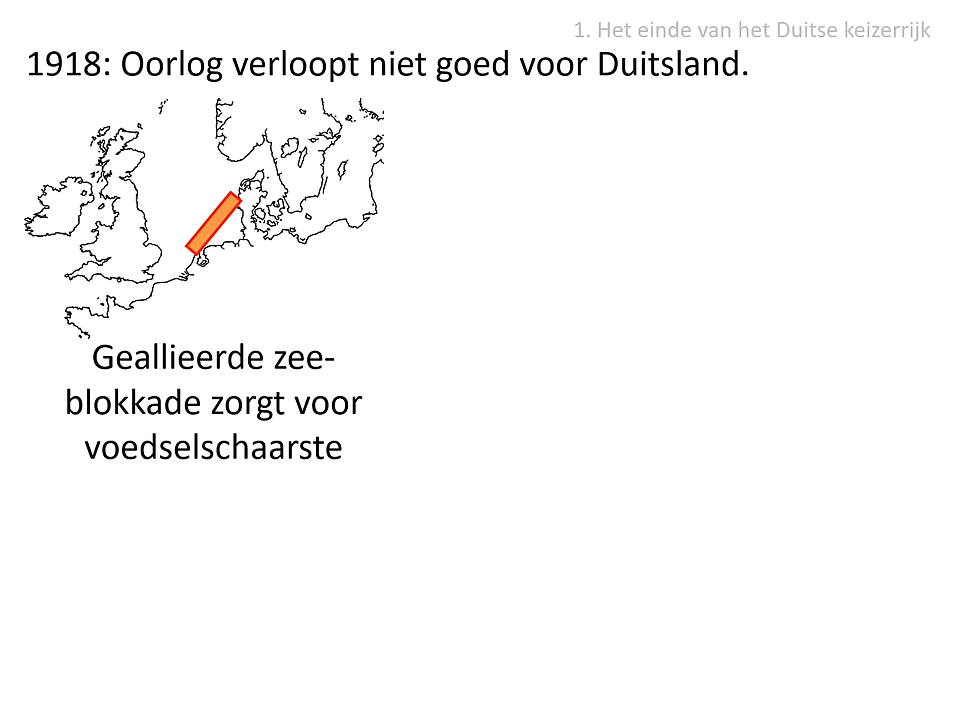 1. Het einde van het Duitse keizerrijk
1918: Oorlog verloopt niet goed voor Duitsland.
Geallieerde zee-
blokkade zorgt voor
voedselschaarste